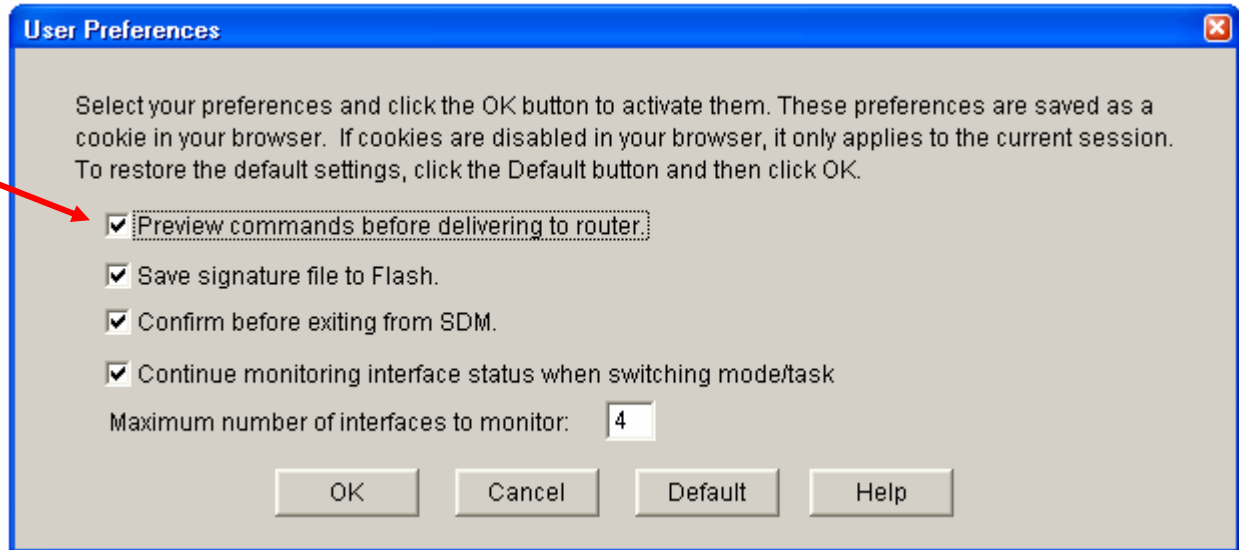 User Preferences
Select your preferences and click the OK button to activate them. These preferences are saved as a
cookie in your browser.  If cookies are disabled in your browser, it only applies to the current session.
To restore the default settings, click the Default button and then click OK.
Preview commands before delivering to router.
Save signature file to Flash.
Confirm before exiting from SDM.
Continue monitoring interface status when switching mode/task
Maximum number of interfaces to monitor: 4
OK Cancel Default Help